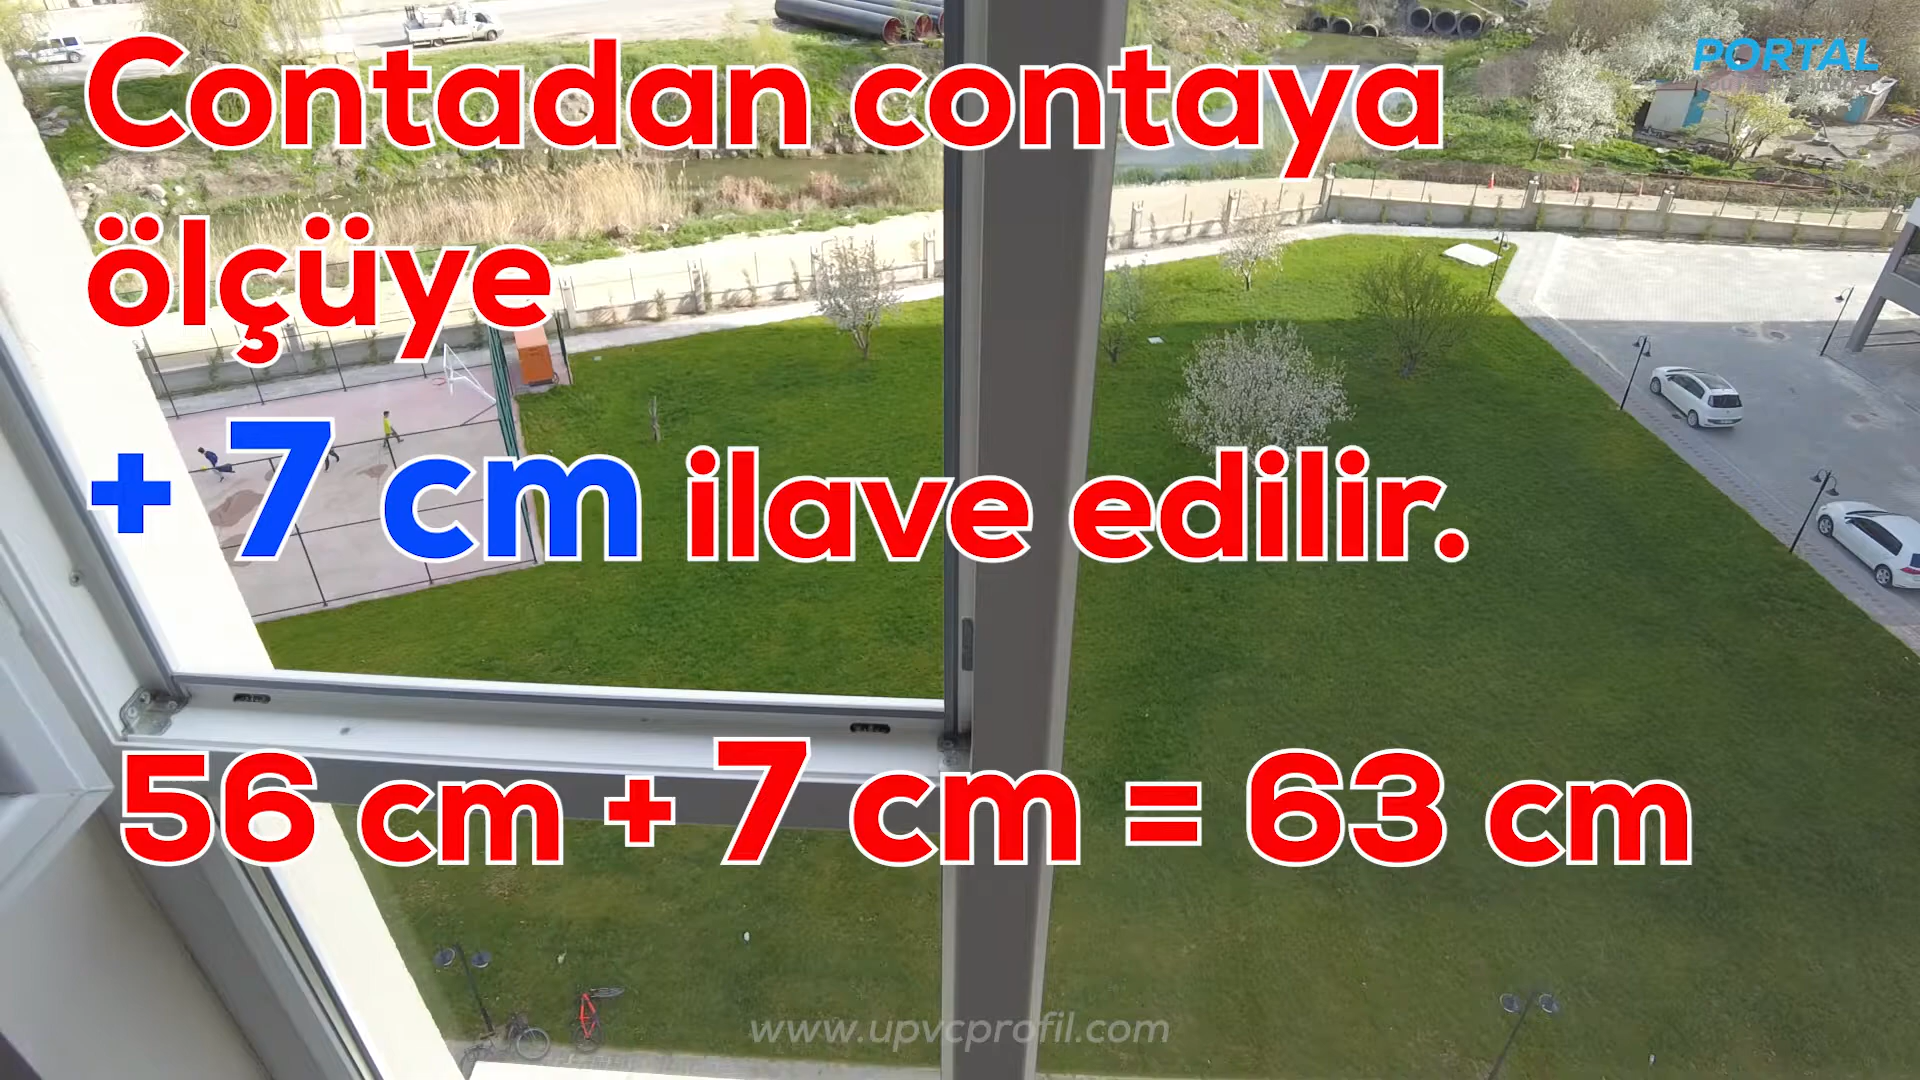 PORTAL
Contadan contaya
ölçüye
+ 7 cm ilave edilir.
56 cm + 7 cm = 63 cm
www.upvcprofil.com